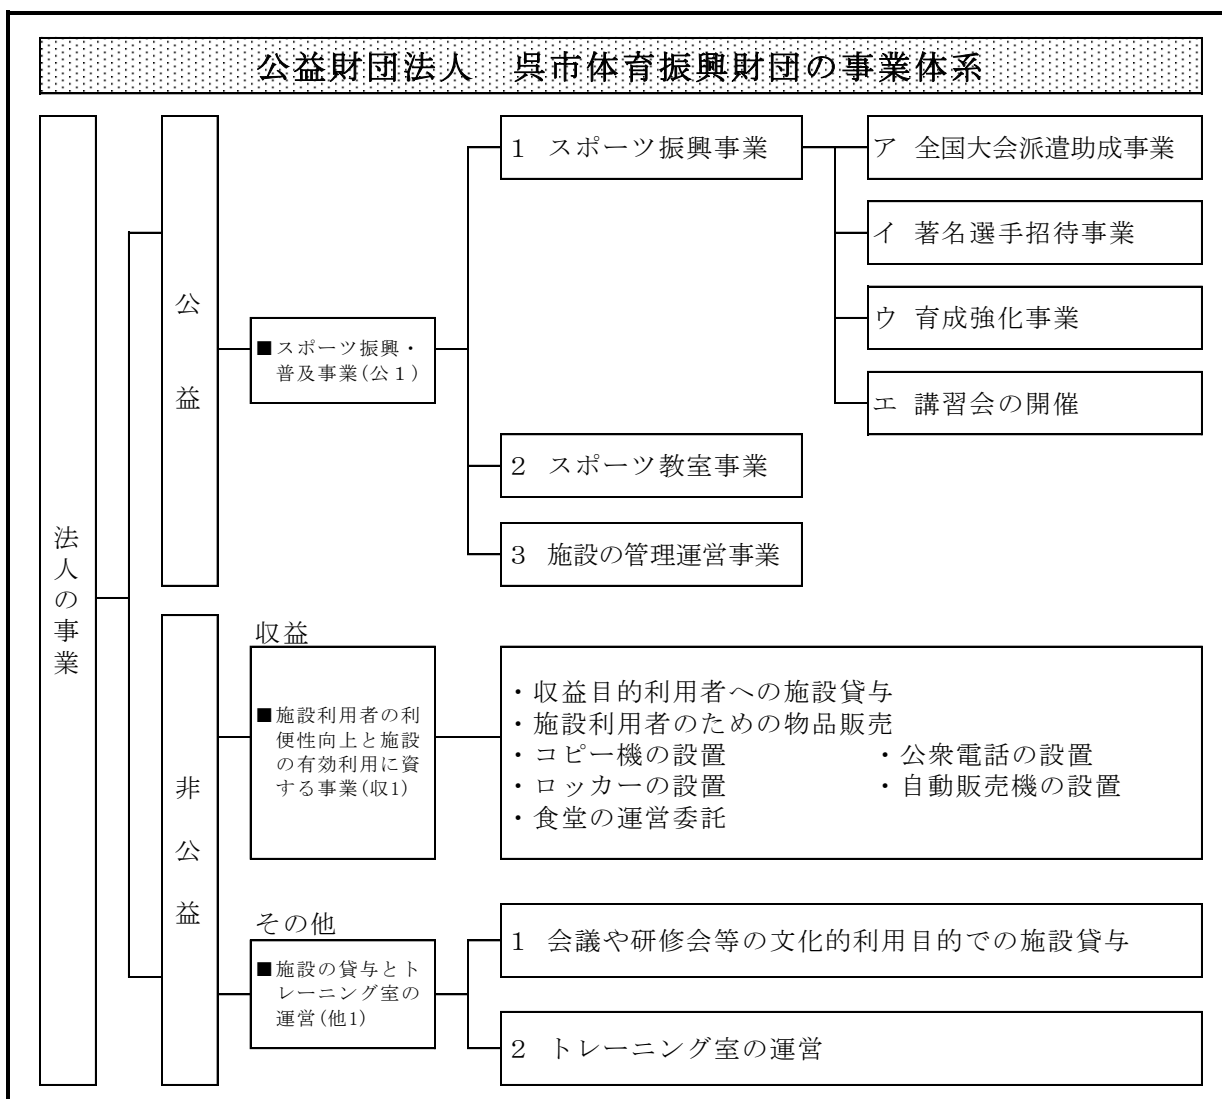 公益財団法人　呉市体育振興財団の事業体系
法人の事業
公益
■スポーツ振興・
普及事業(公１)
１ スポーツ振興事業
ア 全国大会派遣助成事業
イ 著名選手招待事業
ウ 育成強化事業
エ 講習会の開催
２ スポーツ教室事業
３ 施設の管理運営事業
非公益
収益
■施設利用者の利
便性向上と施設
の有効利用に資
する事業(収1)
・収益目的利用者への施設貸与
・施設利用者のための物品販売
・コピー機の設置　・公衆電話の設置
・ロッカーの設置　・自動販売機の設置
・食堂の運営委託
その他
■施設の貸与とト
レーニング室の
運営(他1)
１ 会議や研修会等の文化的利用目的での施設貸与
２ トレーニング室の運営